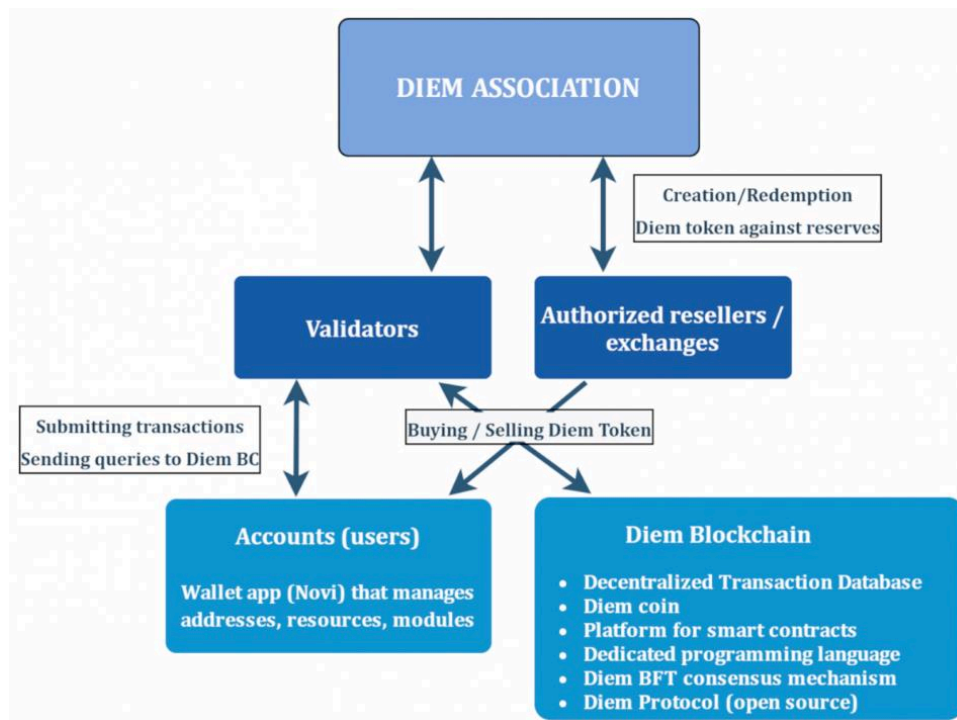 DIEM ASSOCIATION
Creation/Redemption
Diem token against reserves
Validators
Authorized resellers /
exchanges
Submitting transactions
Sending queries to Diem BC
Buying / Selling Diem Token
Accounts (users)
Wallet app (Novi) that manages
addresses, resources, modules
Diem Blockchain
• Decentralized Transaction Database
• Diem coin
• Platform for smart contracts
• Dedicated programming language
• Diem BFT consensus mechanism
• Diem Protocol (open source)